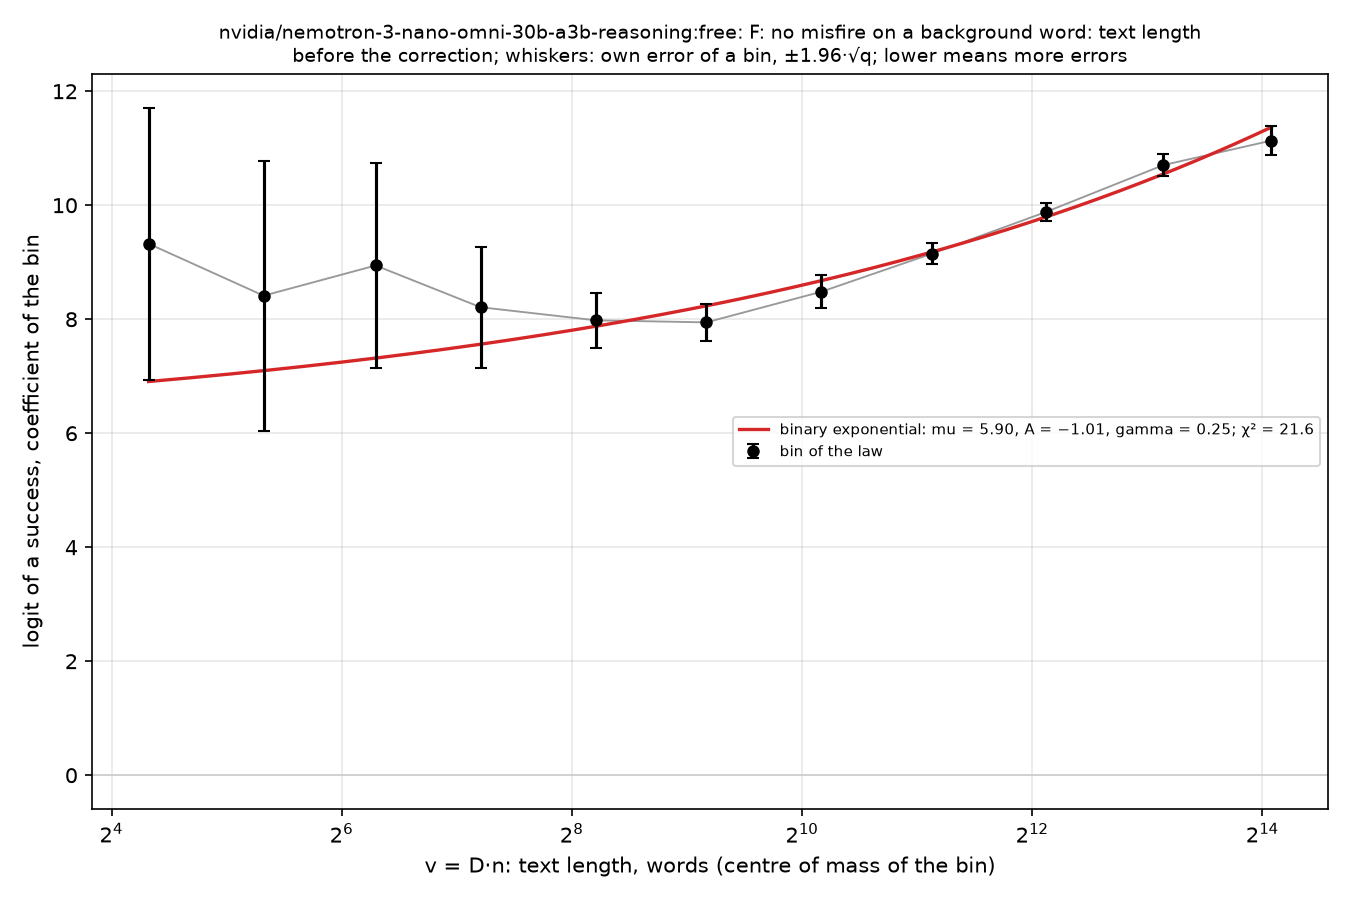 nvidia/nemotron-3-nano-omni-30b-a3b-reasoning:free: F: no misfire on a background word: text length
before the correction; whiskers: own error of a bin, ±1.96·√q; lower means more errors
logit of a success, coefficient of the bin
12
10
8
6
4
2
0
binary exponential: mu = 5.90, A = −1.01, gamma = 0.25; χ² = 21.6
bin of the law
2⁴ 2⁶ 2⁸ 2¹⁰ 2¹² 2¹⁴
v = D·n: text length, words (centre of mass of the bin)